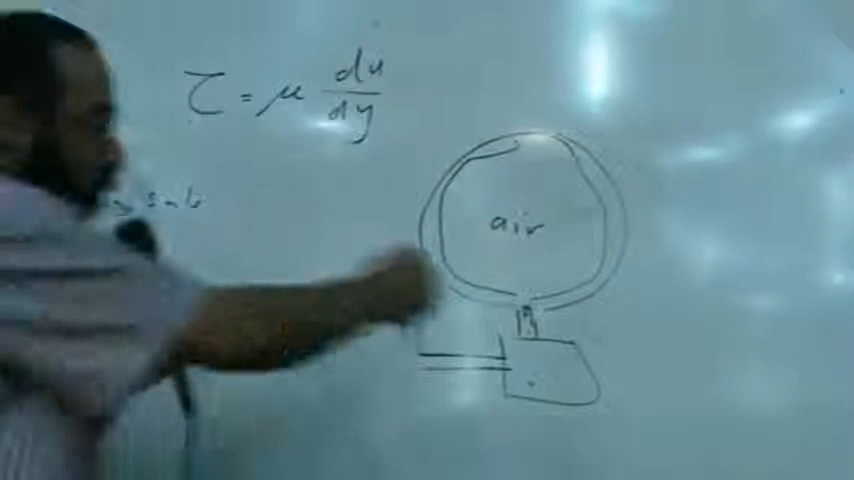 τ = μ du/dy
air